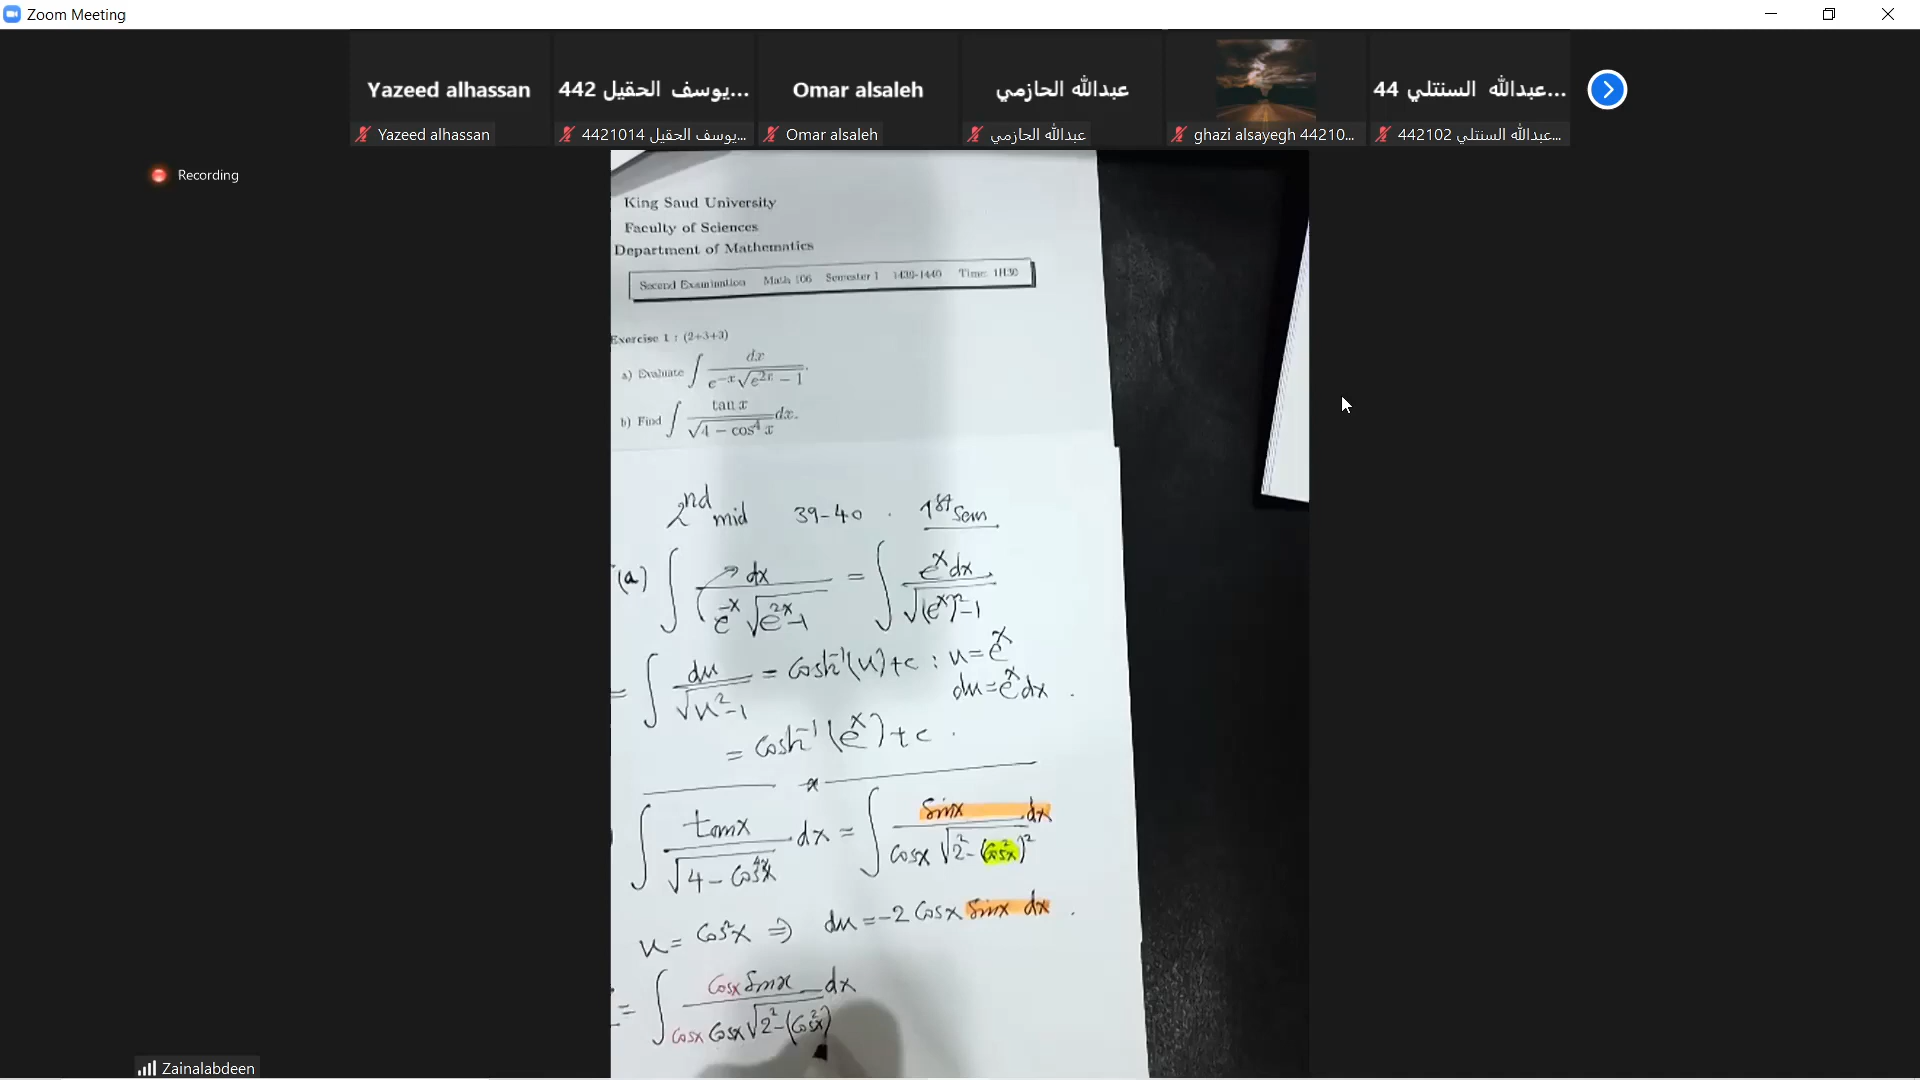 Zoom Meeting
Yazeed alhassan
يوسف الحقيل 442...
Omar alsaleh
عبدالله الحازمي
عبدالله السنتلي 44...
Yazeed alhassan
يوسف الحقيل 4421014...
Omar alsaleh
عبدالله الحازمي
ghazi alsayegh 44210...
عبدالله السنتلي 442102...
Recording
King Saud University
Faculty of Sciences
Department of Mathematics
Second Examination Math 106 Semester 1 1439-1440 Time: 1H30
Exercise 1 : (2+3+3)
a) Evaluate ∫ dx / (e^{-x}√(e^{2x} − 1)).
b) Find ∫ tan x / √(4 − cos⁴ x) dx.
2nd mid 39-40 . 1st Sem
(a) ∫ dx / (e^{-x} √(e^{2x}-1)) = ∫ e^x dx / √((e^x)²-1)
= ∫ du / √(u²-1) = Cosh⁻¹(u)+c : u=e^x
du=e^x dx .
= Cosh⁻¹(e^x)+c .
∫ tanx / √(4-Cos⁴x) dx = ∫ Sinx dx / (Cosx √(2²-(Cos²x)²))
u= Cos²x ⇒ du=-2 Cosx Sinx dx .
= ∫ Cosx Sinx dx / (Cosx Cosx √(2²-(Cos²x)
Zainalabdeen